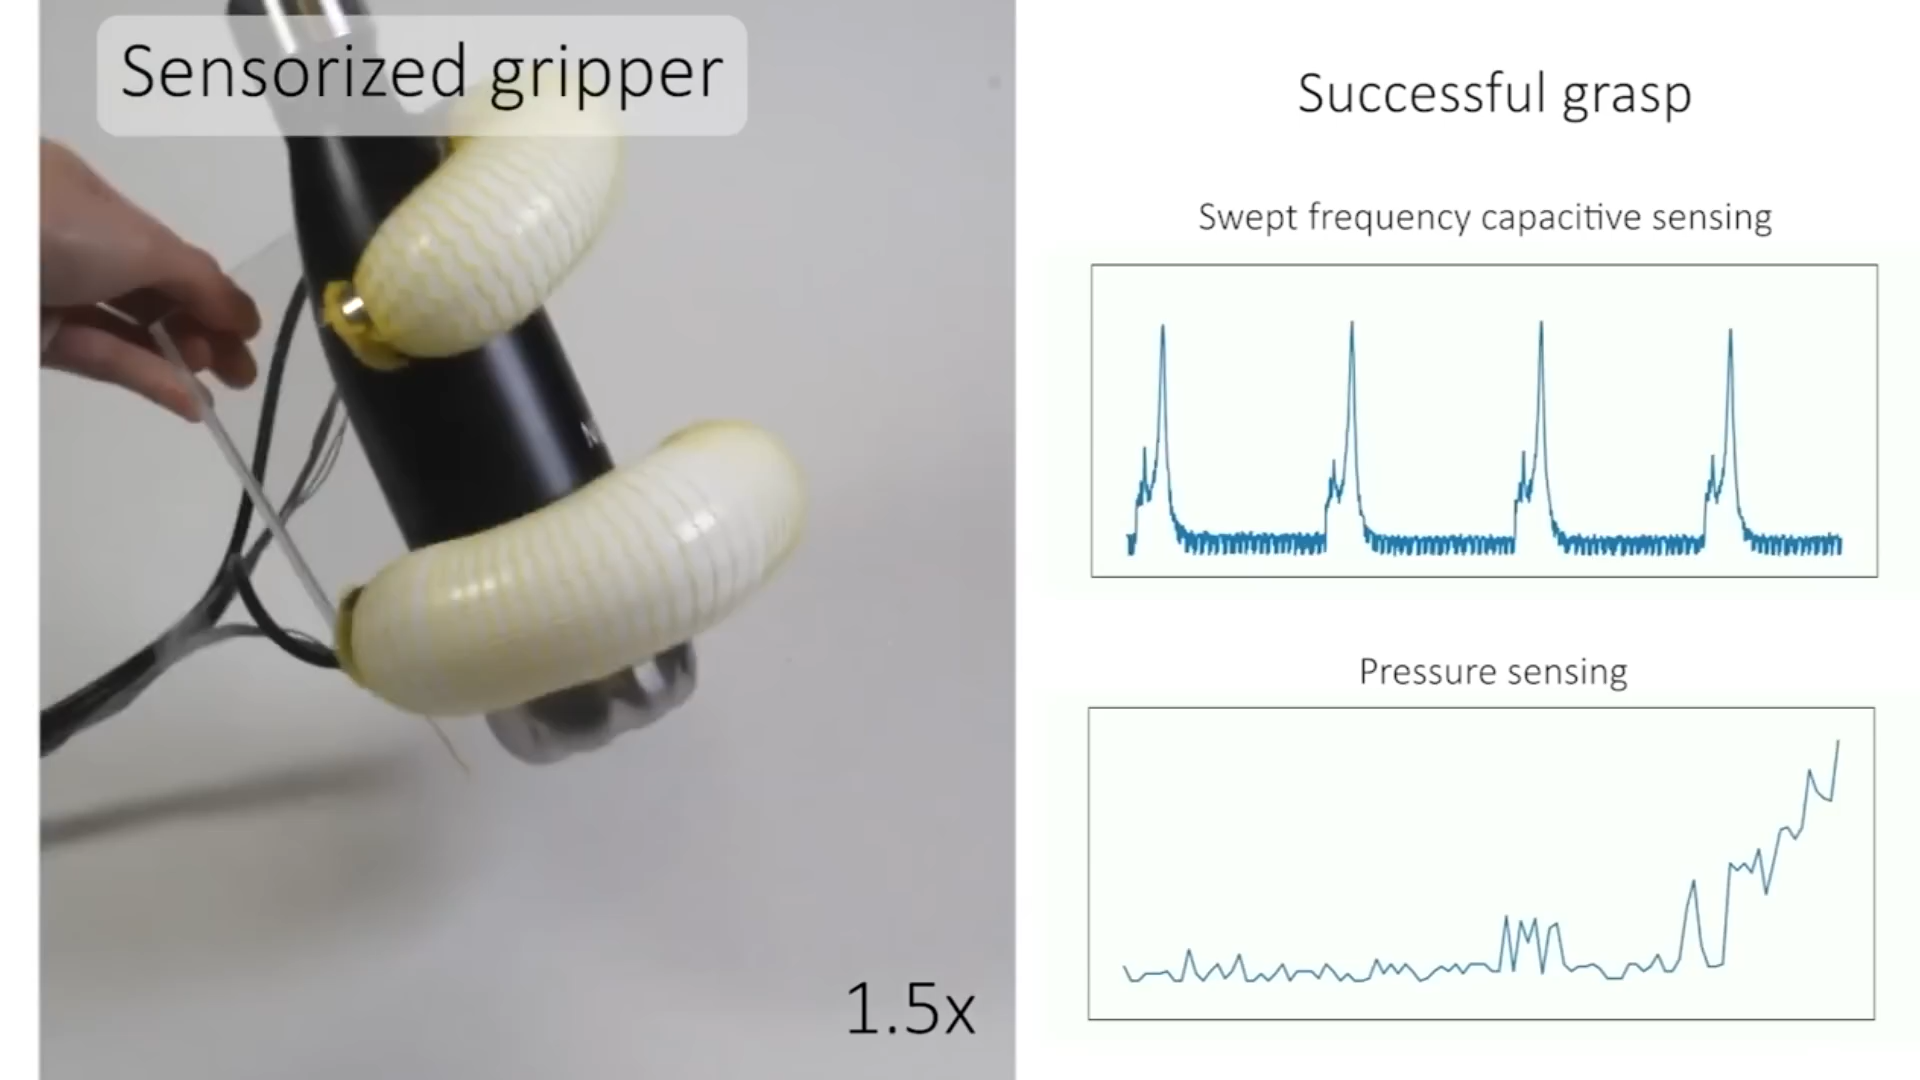 Sensorized gripper
Successful grasp
Swept frequency capacitive sensing
Pressure sensing
1.5x